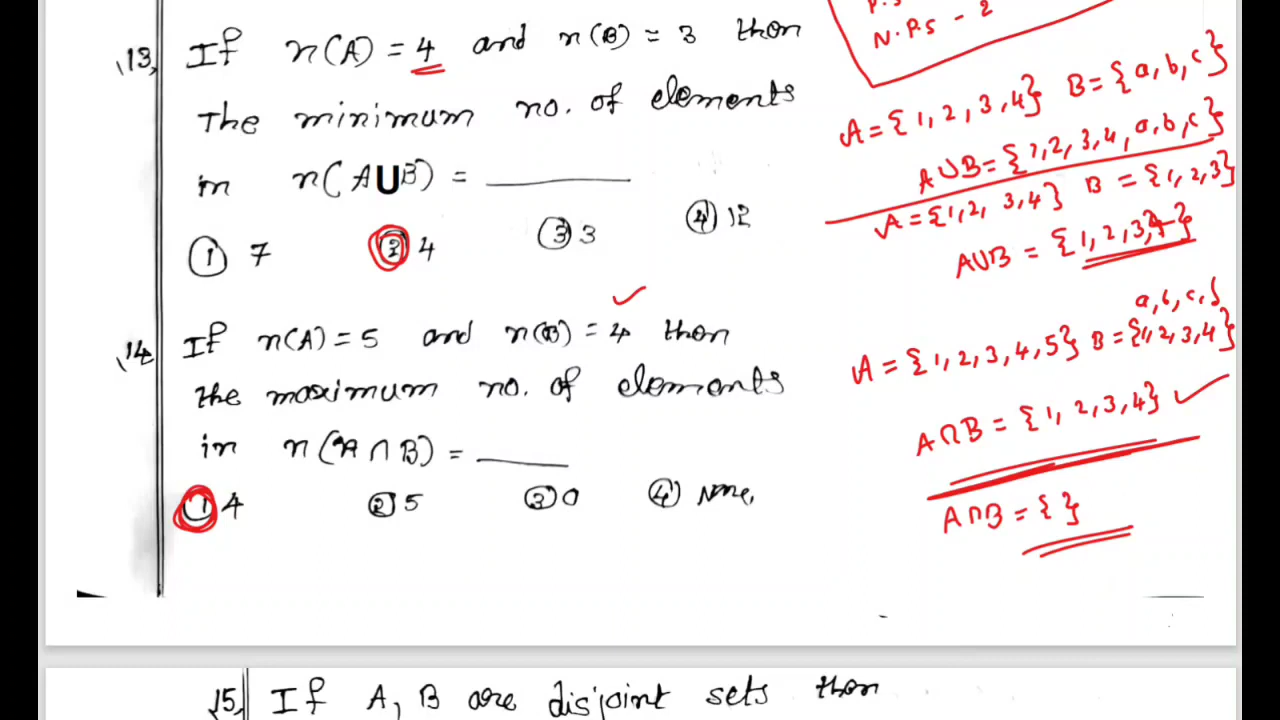 P.S
N.P.S - 2
13, If n(A) = 4 and n(B) = 3 then
The minimum no. of elements
in n(A∪B) = ______
① 7 ② 4 ③ 3 ④ 12
A = {1, 2, 3, 4} B = {a, b, c}
A∪B = {1, 2, 3, 4, a, b, c}
A = {1, 2, 3, 4} B = {1, 2, 3}
A∪B = {1, 2, 3, 4}
14, If n(A) = 5 and n(B) = 4 then
the maximum no. of elements
in n(A ∩ B) = ____
① 4 ② 5 ③ 0 ④ None,
a, b, c, d
A = {1, 2, 3, 4, 5} B = {1, 2, 3, 4}
A∩B = {1, 2, 3, 4}
A∩B = { }
15, If A, B are disjoint sets then